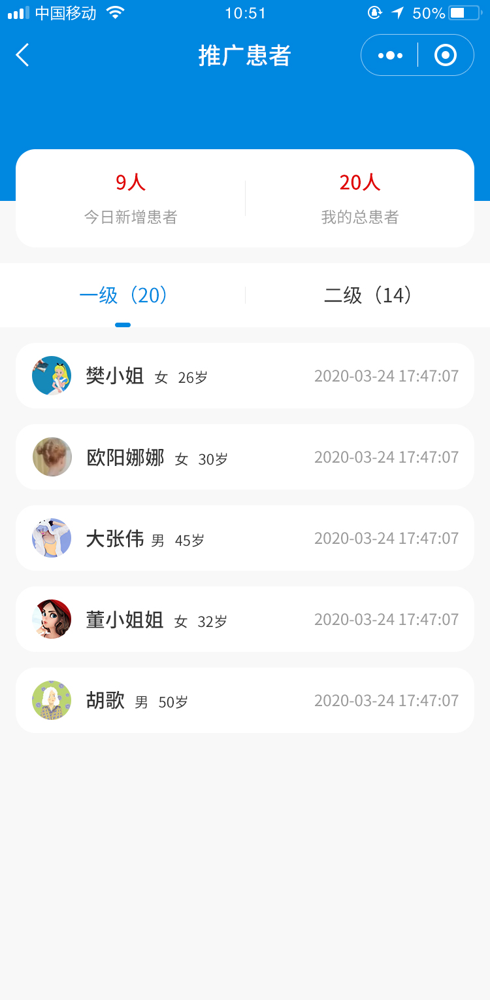 中国移动 10:51 50%
推广患者
9人 20人
今日新增患者 我的总患者
一级（20） 二级（14）
樊小姐 女 26岁 2020-03-24 17:47:07
欧阳娜娜 女 30岁 2020-03-24 17:47:07
大张伟 男 45岁 2020-03-24 17:47:07
董小姐姐 女 32岁 2020-03-24 17:47:07
胡歌 男 50岁 2020-03-24 17:47:07